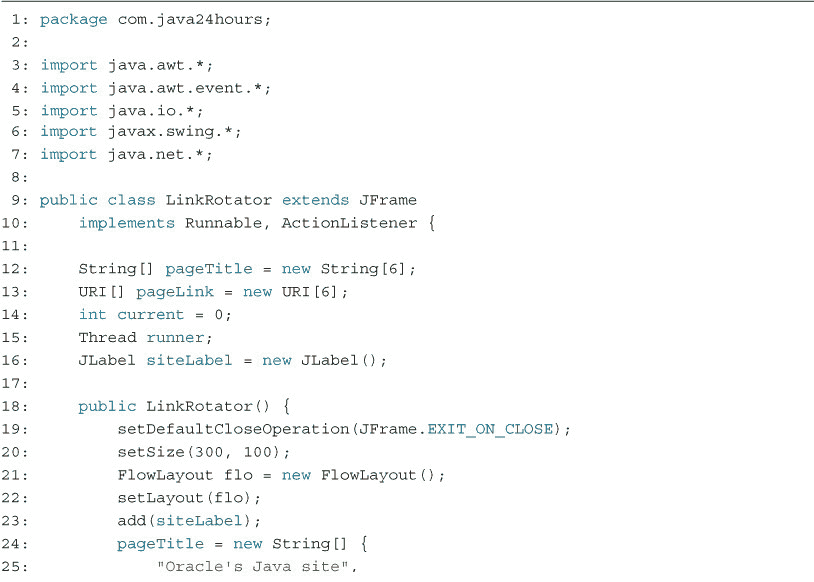 1: package com.java24hours;
2:
3: import java.awt.*;
4: import java.awt.event.*;
5: import java.io.*;
6: import javax.swing.*;
7: import java.net.*;
8:
9: public class LinkRotator extends JFrame
10:     implements Runnable, ActionListener {
11:
12:     String[] pageTitle = new String[6];
13:     URI[] pageLink = new URI[6];
14:     int current = 0;
15:     Thread runner;
16:     JLabel siteLabel = new JLabel();
17:
18:     public LinkRotator() {
19:         setDefaultCloseOperation(JFrame.EXIT_ON_CLOSE);
20:         setSize(300, 100);
21:         FlowLayout flo = new FlowLayout();
22:         setLayout(flo);
23:         add(siteLabel);
24:         pageTitle = new String[] {
25:             "Oracle's Java site",